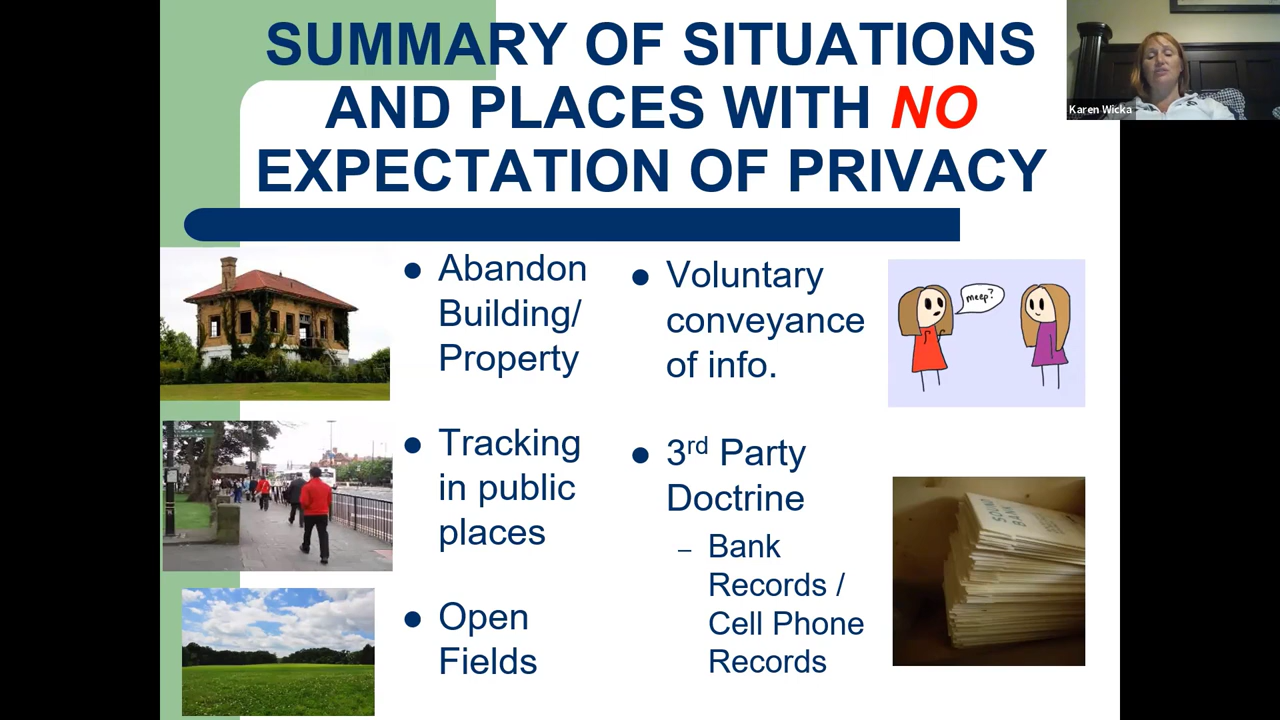 SUMMARY OF SITUATIONS
AND PLACES WITH NO
EXPECTATION OF PRIVACY
Karen Wicka
● Abandon
Building/
Property
● Tracking
in public
places
● Open
Fields
● Voluntary
conveyance
of info.
● 3rd Party
Doctrine
– Bank
Records /
Cell Phone
Records
meep?
BANK